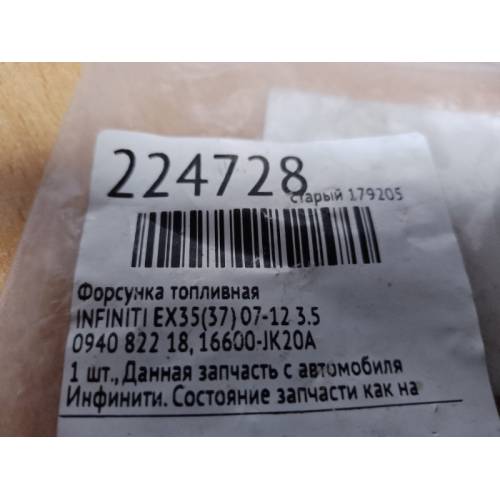 224728
старый 179205
Форсунка топливная
INFINITI EX35(37) 07-12 3.5
0940 822 18, 16600-JK20A
1 шт., Данная запчасть с автомобиля
Инфинити. Состояние запчасти как на